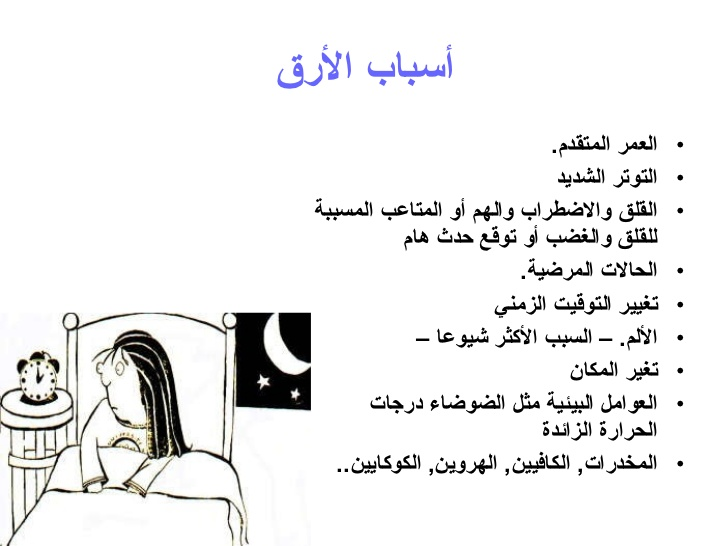 أسباب الأرق
• العمر المتقدم.
• التوتر الشديد
• القلق والاضطراب والهم أو المتاعب المسببة
للقلق والغضب أو توقع حدث هام
• الحالات المرضية.
• تغيير التوقيت الزمني
• الألم. – السبب الأكثر شيوعا –
• تغير المكان
• العوامل البيئية مثل الضوضاء درجات
الحرارة الزائدة
• المخدرات, الكافيين, الهروين, الكوكايين..